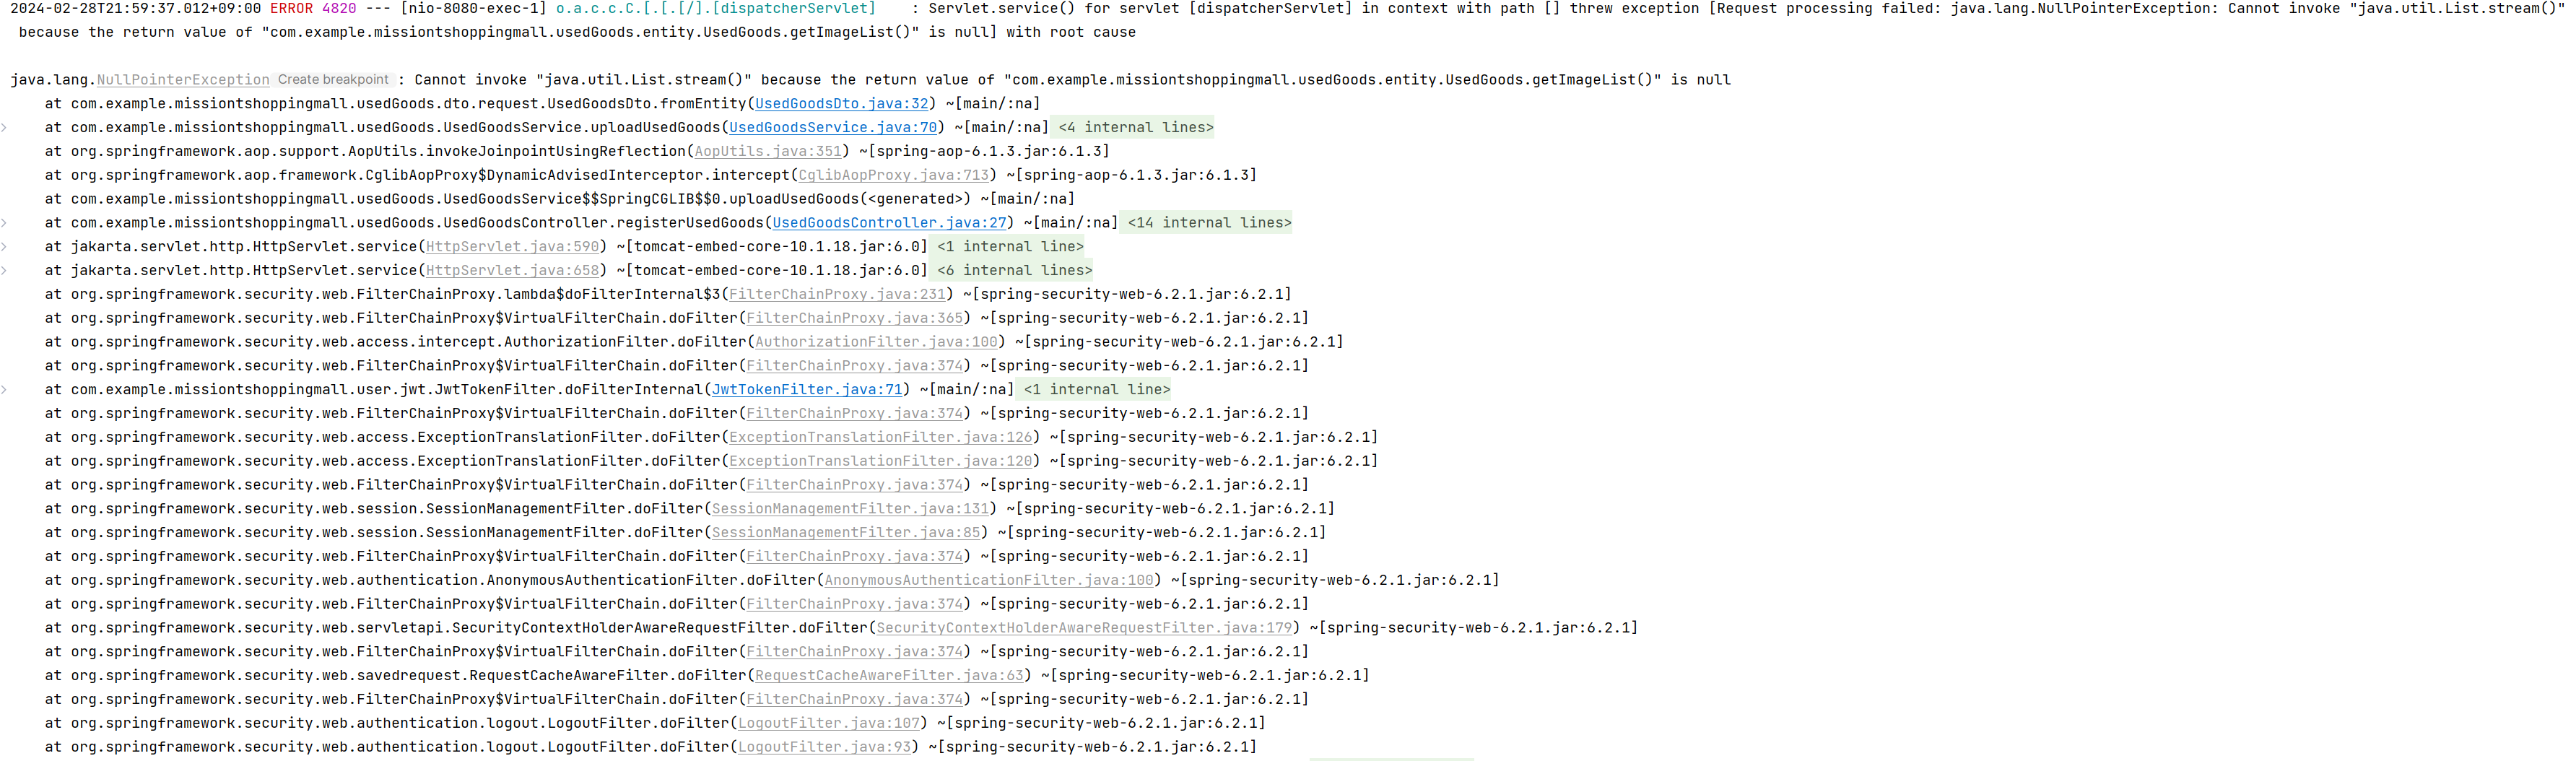 2024-02-28T21:59:37.012+09:00 ERROR 4820 --- [nio-8080-exec-1] o.a.c.c.C.[.[.[/].[dispatcherServlet]    : Servlet.service() for servlet [dispatcherServlet] in context with path [] threw exception [Request processing failed: java.lang.NullPointerException: Cannot invoke "java.util.List.stream()"
because the return value of "com.example.missiontshoppingmall.usedGoods.entity.UsedGoods.getImageList()" is null] with root cause
java.lang.NullPointerException Create breakpoint : Cannot invoke "java.util.List.stream()" because the return value of "com.example.missiontshoppingmall.usedGoods.entity.UsedGoods.getImageList()" is null
at com.example.missiontshoppingmall.usedGoods.dto.request.UsedGoodsDto.fromEntity(UsedGoodsDto.java:32) ~[main/:na]
at com.example.missiontshoppingmall.usedGoods.UsedGoodsService.uploadUsedGoods(UsedGoodsService.java:70) ~[main/:na] <4 internal lines>
at org.springframework.aop.support.AopUtils.invokeJoinpointUsingReflection(AopUtils.java:351) ~[spring-aop-6.1.3.jar:6.1.3]
at org.springframework.aop.framework.CglibAopProxy$DynamicAdvisedInterceptor.intercept(CglibAopProxy.java:713) ~[spring-aop-6.1.3.jar:6.1.3]
at com.example.missiontshoppingmall.usedGoods.UsedGoodsService$$SpringCGLIB$$0.uploadUsedGoods(<generated>) ~[main/:na]
at com.example.missiontshoppingmall.usedGoods.UsedGoodsController.registerUsedGoods(UsedGoodsController.java:27) ~[main/:na] <14 internal lines>
at jakarta.servlet.http.HttpServlet.service(HttpServlet.java:590) ~[tomcat-embed-core-10.1.18.jar:6.0] <1 internal line>
at jakarta.servlet.http.HttpServlet.service(HttpServlet.java:658) ~[tomcat-embed-core-10.1.18.jar:6.0] <6 internal lines>
at org.springframework.security.web.FilterChainProxy.lambda$doFilterInternal$3(FilterChainProxy.java:231) ~[spring-security-web-6.2.1.jar:6.2.1]
at org.springframework.security.web.FilterChainProxy$VirtualFilterChain.doFilter(FilterChainProxy.java:365) ~[spring-security-web-6.2.1.jar:6.2.1]
at org.springframework.security.web.access.intercept.AuthorizationFilter.doFilter(AuthorizationFilter.java:100) ~[spring-security-web-6.2.1.jar:6.2.1]
at org.springframework.security.web.FilterChainProxy$VirtualFilterChain.doFilter(FilterChainProxy.java:374) ~[spring-security-web-6.2.1.jar:6.2.1]
at com.example.missiontshoppingmall.user.jwt.JwtTokenFilter.doFilterInternal(JwtTokenFilter.java:71) ~[main/:na] <1 internal line>
at org.springframework.security.web.FilterChainProxy$VirtualFilterChain.doFilter(FilterChainProxy.java:374) ~[spring-security-web-6.2.1.jar:6.2.1]
at org.springframework.security.web.access.ExceptionTranslationFilter.doFilter(ExceptionTranslationFilter.java:126) ~[spring-security-web-6.2.1.jar:6.2.1]
at org.springframework.security.web.access.ExceptionTranslationFilter.doFilter(ExceptionTranslationFilter.java:120) ~[spring-security-web-6.2.1.jar:6.2.1]
at org.springframework.security.web.FilterChainProxy$VirtualFilterChain.doFilter(FilterChainProxy.java:374) ~[spring-security-web-6.2.1.jar:6.2.1]
at org.springframework.security.web.session.SessionManagementFilter.doFilter(SessionManagementFilter.java:131) ~[spring-security-web-6.2.1.jar:6.2.1]
at org.springframework.security.web.session.SessionManagementFilter.doFilter(SessionManagementFilter.java:85) ~[spring-security-web-6.2.1.jar:6.2.1]
at org.springframework.security.web.FilterChainProxy$VirtualFilterChain.doFilter(FilterChainProxy.java:374) ~[spring-security-web-6.2.1.jar:6.2.1]
at org.springframework.security.web.authentication.AnonymousAuthenticationFilter.doFilter(AnonymousAuthenticationFilter.java:100) ~[spring-security-web-6.2.1.jar:6.2.1]
at org.springframework.security.web.FilterChainProxy$VirtualFilterChain.doFilter(FilterChainProxy.java:374) ~[spring-security-web-6.2.1.jar:6.2.1]
at org.springframework.security.web.servletapi.SecurityContextHolderAwareRequestFilter.doFilter(SecurityContextHolderAwareRequestFilter.java:179) ~[spring-security-web-6.2.1.jar:6.2.1]
at org.springframework.security.web.FilterChainProxy$VirtualFilterChain.doFilter(FilterChainProxy.java:374) ~[spring-security-web-6.2.1.jar:6.2.1]
at org.springframework.security.web.savedrequest.RequestCacheAwareFilter.doFilter(RequestCacheAwareFilter.java:63) ~[spring-security-web-6.2.1.jar:6.2.1]
at org.springframework.security.web.FilterChainProxy$VirtualFilterChain.doFilter(FilterChainProxy.java:374) ~[spring-security-web-6.2.1.jar:6.2.1]
at org.springframework.security.web.authentication.logout.LogoutFilter.doFilter(LogoutFilter.java:107) ~[spring-security-web-6.2.1.jar:6.2.1]
at org.springframework.security.web.authentication.logout.LogoutFilter.doFilter(LogoutFilter.java:93) ~[spring-security-web-6.2.1.jar:6.2.1]